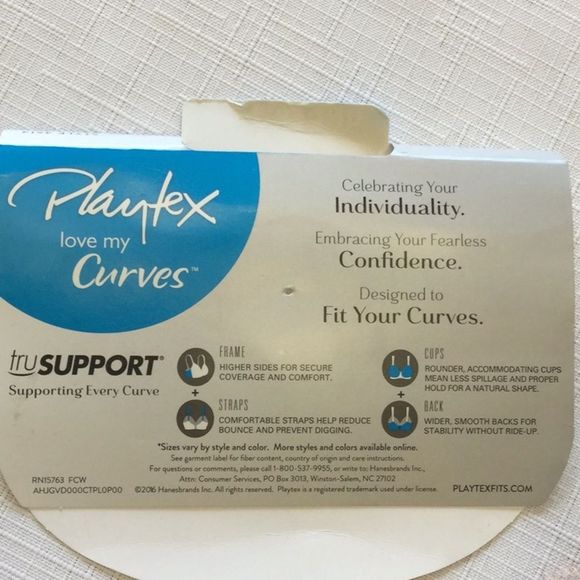 Playtex
love my
Curves™
Celebrating Your
Individuality.
Embracing Your Fearless
Confidence.
Designed to
Fit Your Curves.
truSUPPORT®
Supporting Every Curve
FRAME
HIGHER SIDES FOR SECURE
COVERAGE AND COMFORT.
+
STRAPS
COMFORTABLE STRAPS HELP REDUCE
BOUNCE AND PREVENT DIGGING.
CUPS
ROUNDER, ACCOMMODATING CUPS
MEAN LESS SPILLAGE AND PROPER
HOLD FOR A NATURAL SHAPE.
+
BACK
WIDER, SMOOTH BACKS FOR
STABILITY WITHOUT RIDE-UP.
*Sizes vary by style and color. More styles and colors available online.
See garment label for fiber content, country of origin and care instructions.
For questions or comments, please call 1-800-537-9955, or write to: Hanesbrands Inc.,
Attn: Consumer Services, PO Box 3013, Winston-Salem, NC 27102
©2016 Hanesbrands Inc. All rights reserved. Playtex is a registered trademark used under license.
RN15763 FCW
AHJGVD000CTPL0P00
PLAYTEXFITS.COM